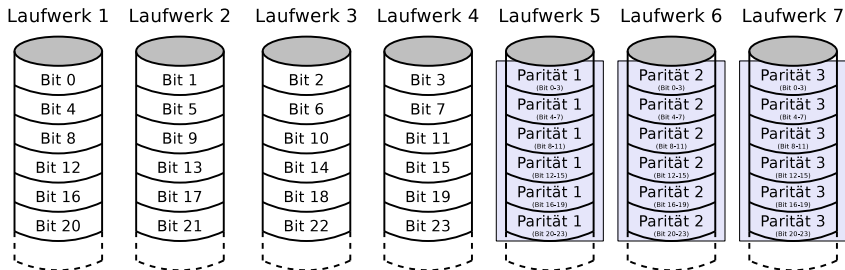 Laufwerk 1 Laufwerk 2 Laufwerk 3 Laufwerk 4 Laufwerk 5 Laufwerk 6 Laufwerk 7
Bit 0 Bit 1 Bit 2 Bit 3 Parität 1 Parität 2 Parität 3
(Bit 0-3) (Bit 0-3) (Bit 0-3)
Bit 4 Bit 5 Bit 6 Bit 7 Parität 1 Parität 2 Parität 3
(Bit 4-7) (Bit 4-7) (Bit 4-7)
Bit 8 Bit 9 Bit 10 Bit 11 Parität 1 Parität 2 Parität 3
(Bit 8-11) (Bit 8-11) (Bit 8-11)
Bit 12 Bit 13 Bit 14 Bit 15 Parität 1 Parität 2 Parität 3
(Bit 12-15) (Bit 12-15) (Bit 12-15)
Bit 16 Bit 17 Bit 18 Bit 19 Parität 1 Parität 2 Parität 3
(Bit 16-19) (Bit 16-19) (Bit 16-19)
Bit 20 Bit 21 Bit 22 Bit 23 Parität 1 Parität 2 Parität 3
(Bit 20-23) (Bit 20-23) (Bit 20-23)